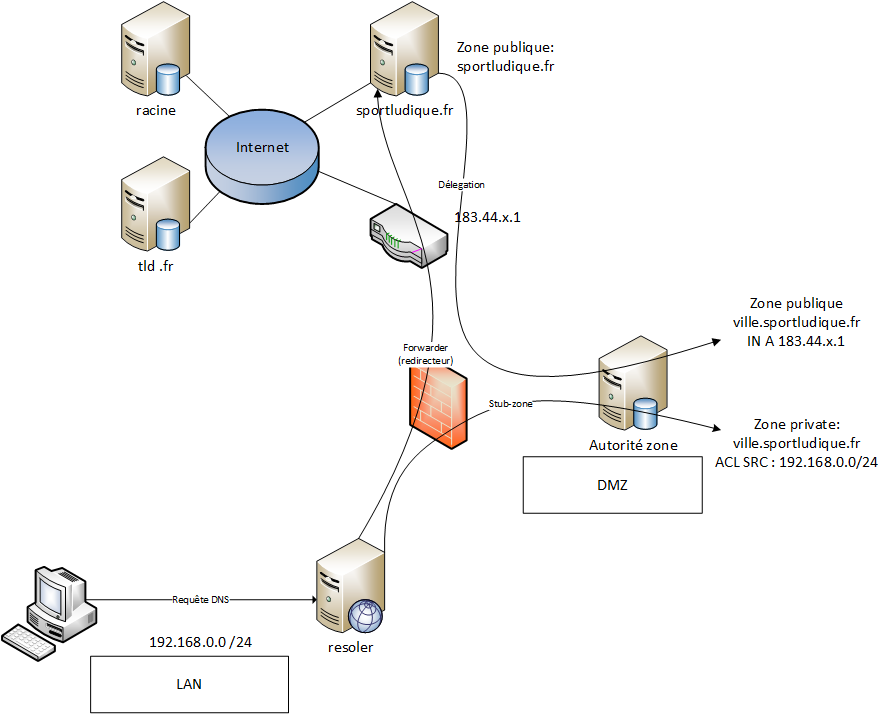 Zone publique:
sportludique.fr
racine
sportludique.fr
Internet
Délegation
183.44.x.1
tld .fr
Zone publique
ville.sportludique.fr
IN A 183.44.x.1
Forwarder
(redirecteur)
Stub-zone
Zone private:
ville.sportludique.fr
ACL SRC : 192.168.0.0/24
Autorité zone
DMZ
Requête DNS
192.168.0.0 /24
resoler
LAN